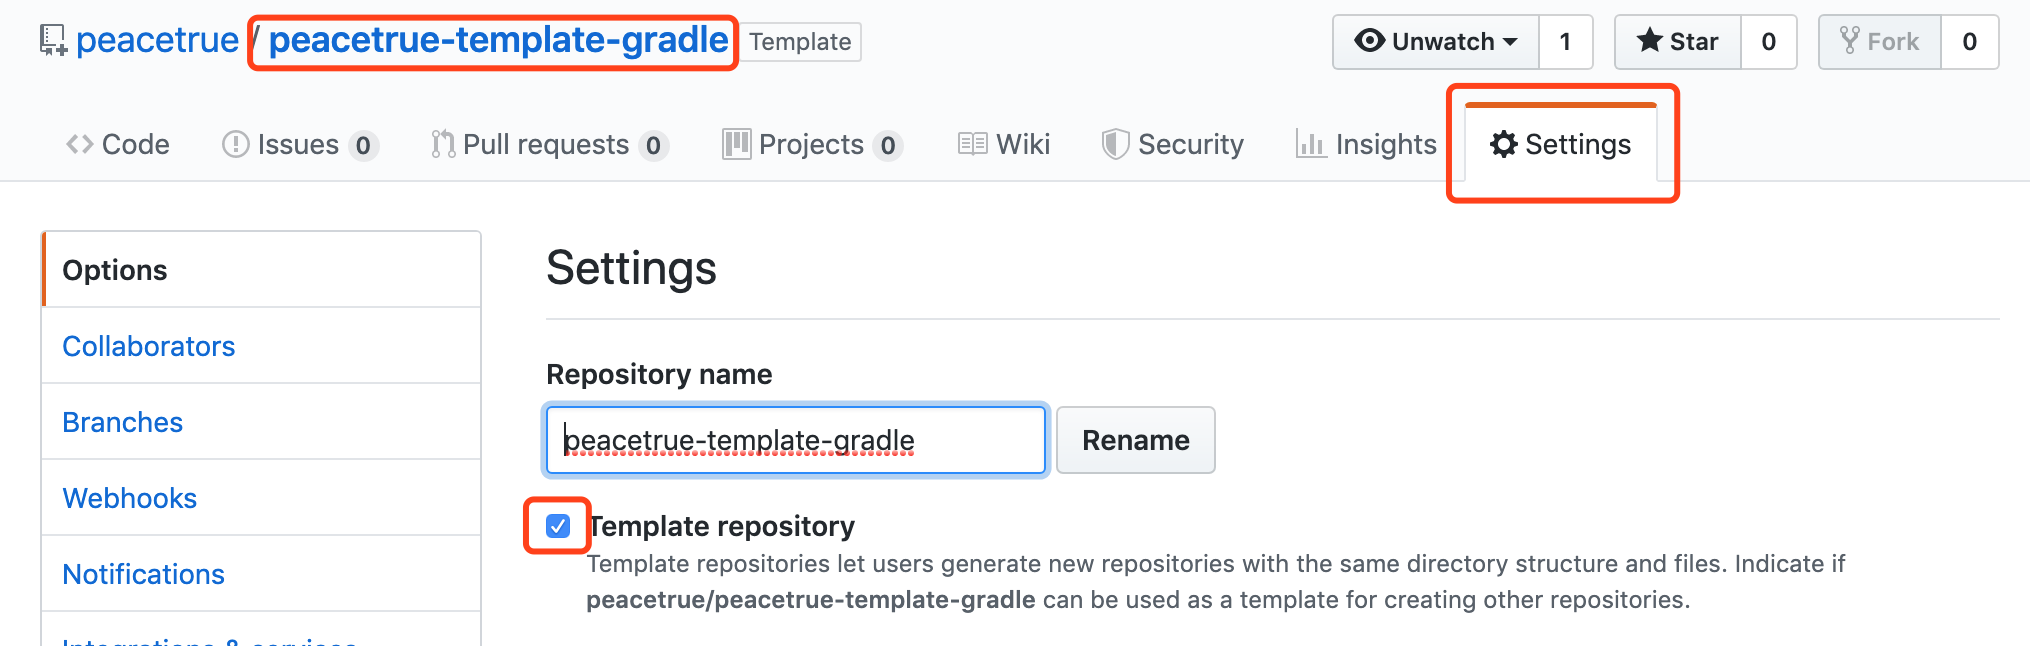 peacetrue / peacetrue-template-gradle Template Unwatch 1 Star 0 Fork 0
Code Issues 0 Pull requests 0 Projects 0 Wiki Security Insights Settings
Options
Collaborators
Branches
Webhooks
Notifications
Integrations & services
Settings
Repository name
peacetrue-template-gradle Rename
Template repository
Template repositories let users generate new repositories with the same directory structure and files. Indicate if
peacetrue/peacetrue-template-gradle can be used as a template for creating other repositories.